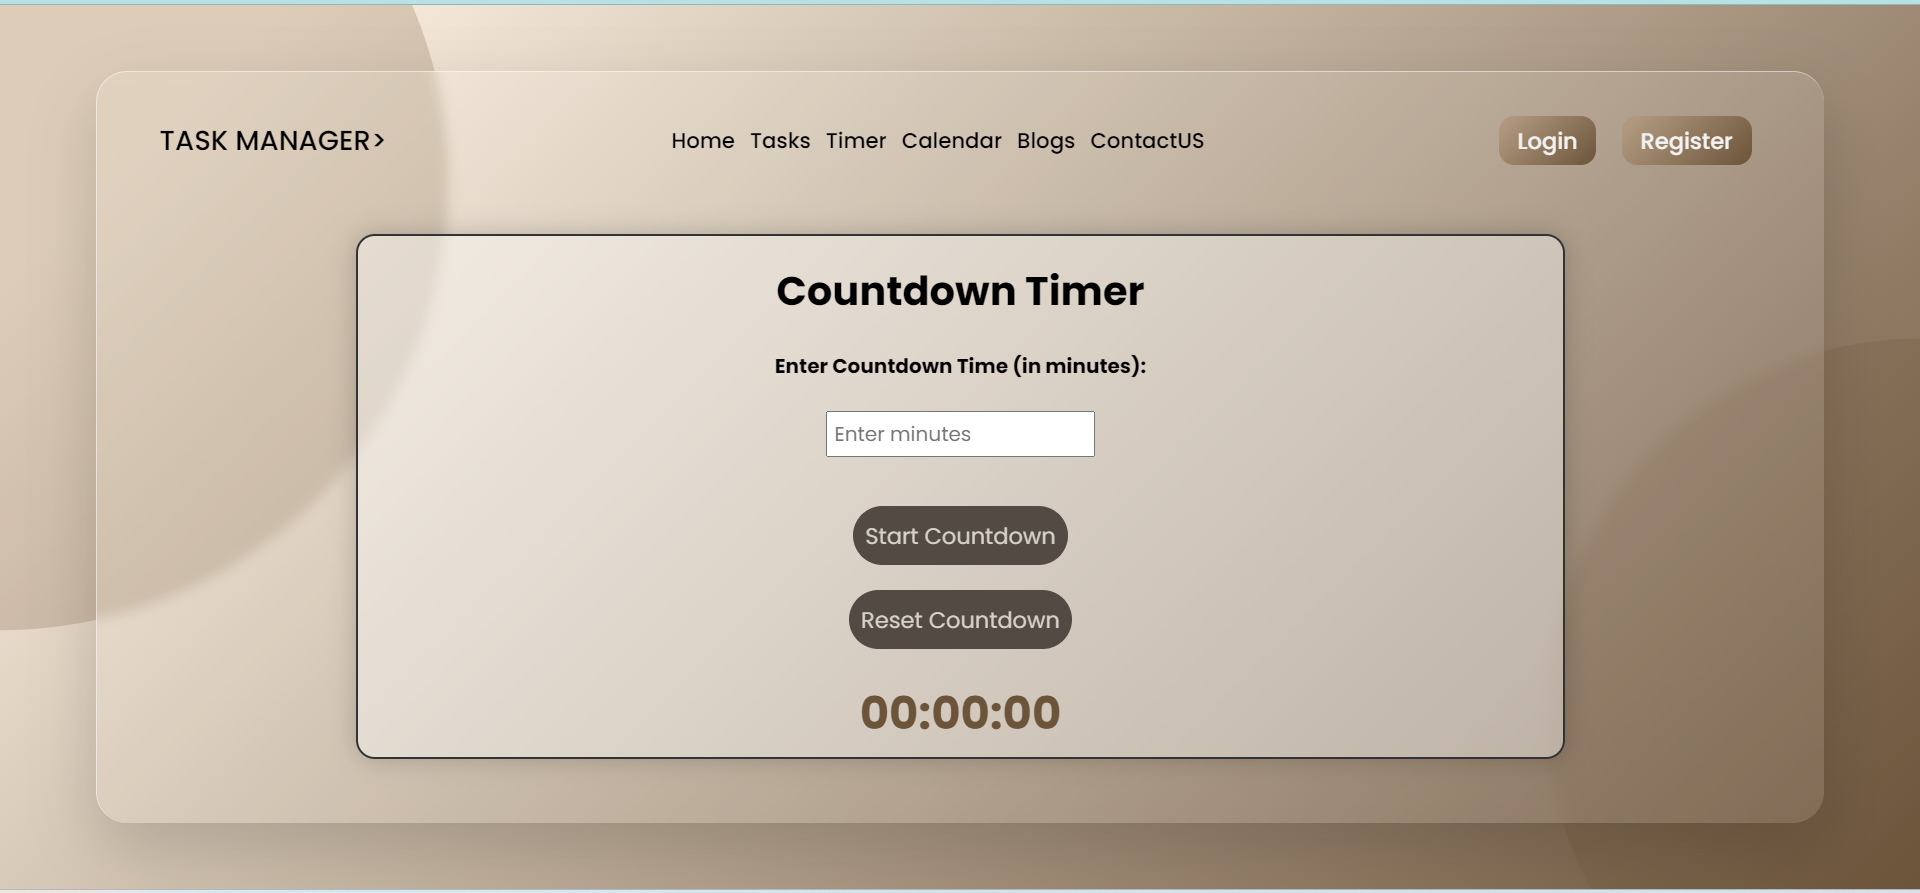 TASK MANAGER>
Home Tasks Timer Calendar Blogs ContactUS
Login Register
Countdown Timer
Enter Countdown Time (in minutes):
Enter minutes
Start Countdown
Reset Countdown
00:00:00